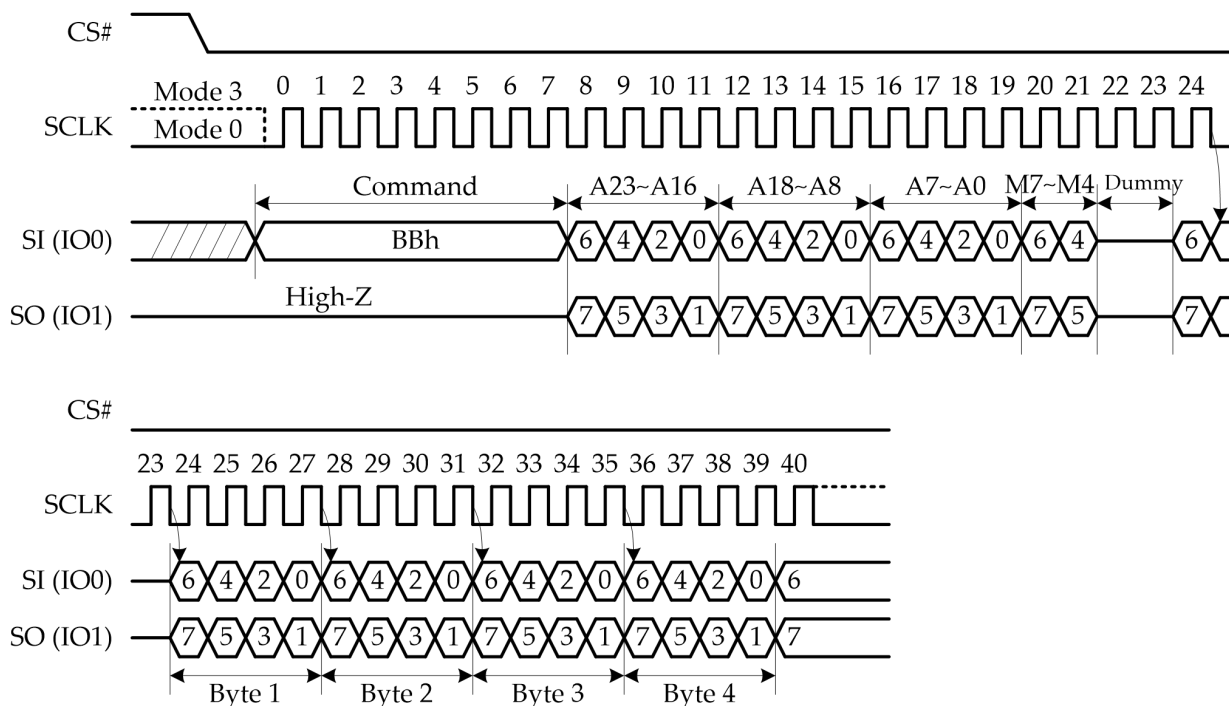 CS#
Mode 3
0 1 2 3 4 5 6 7 8 9 10 11 12 13 14 15 16 17 18 19 20 21 22 23 24
SCLK
Mode 0
Command A23~A16 A18~A8 A7~A0 M7~M4 Dummy
SI (IO0) BBh 6 4 2 0 6 4 2 0 6 4 2 0 6 4 6
High-Z
SO (IO1) 7 5 3 1 7 5 3 1 7 5 3 1 7 5 7
CS#
23 24 25 26 27 28 29 30 31 32 33 34 35 36 37 38 39 40
SCLK
SI (IO0) 6 4 2 0 6 4 2 0 6 4 2 0 6 4 2 0 6
SO (IO1) 7 5 3 1 7 5 3 1 7 5 3 1 7 5 3 1 7
Byte 1 Byte 2 Byte 3 Byte 4